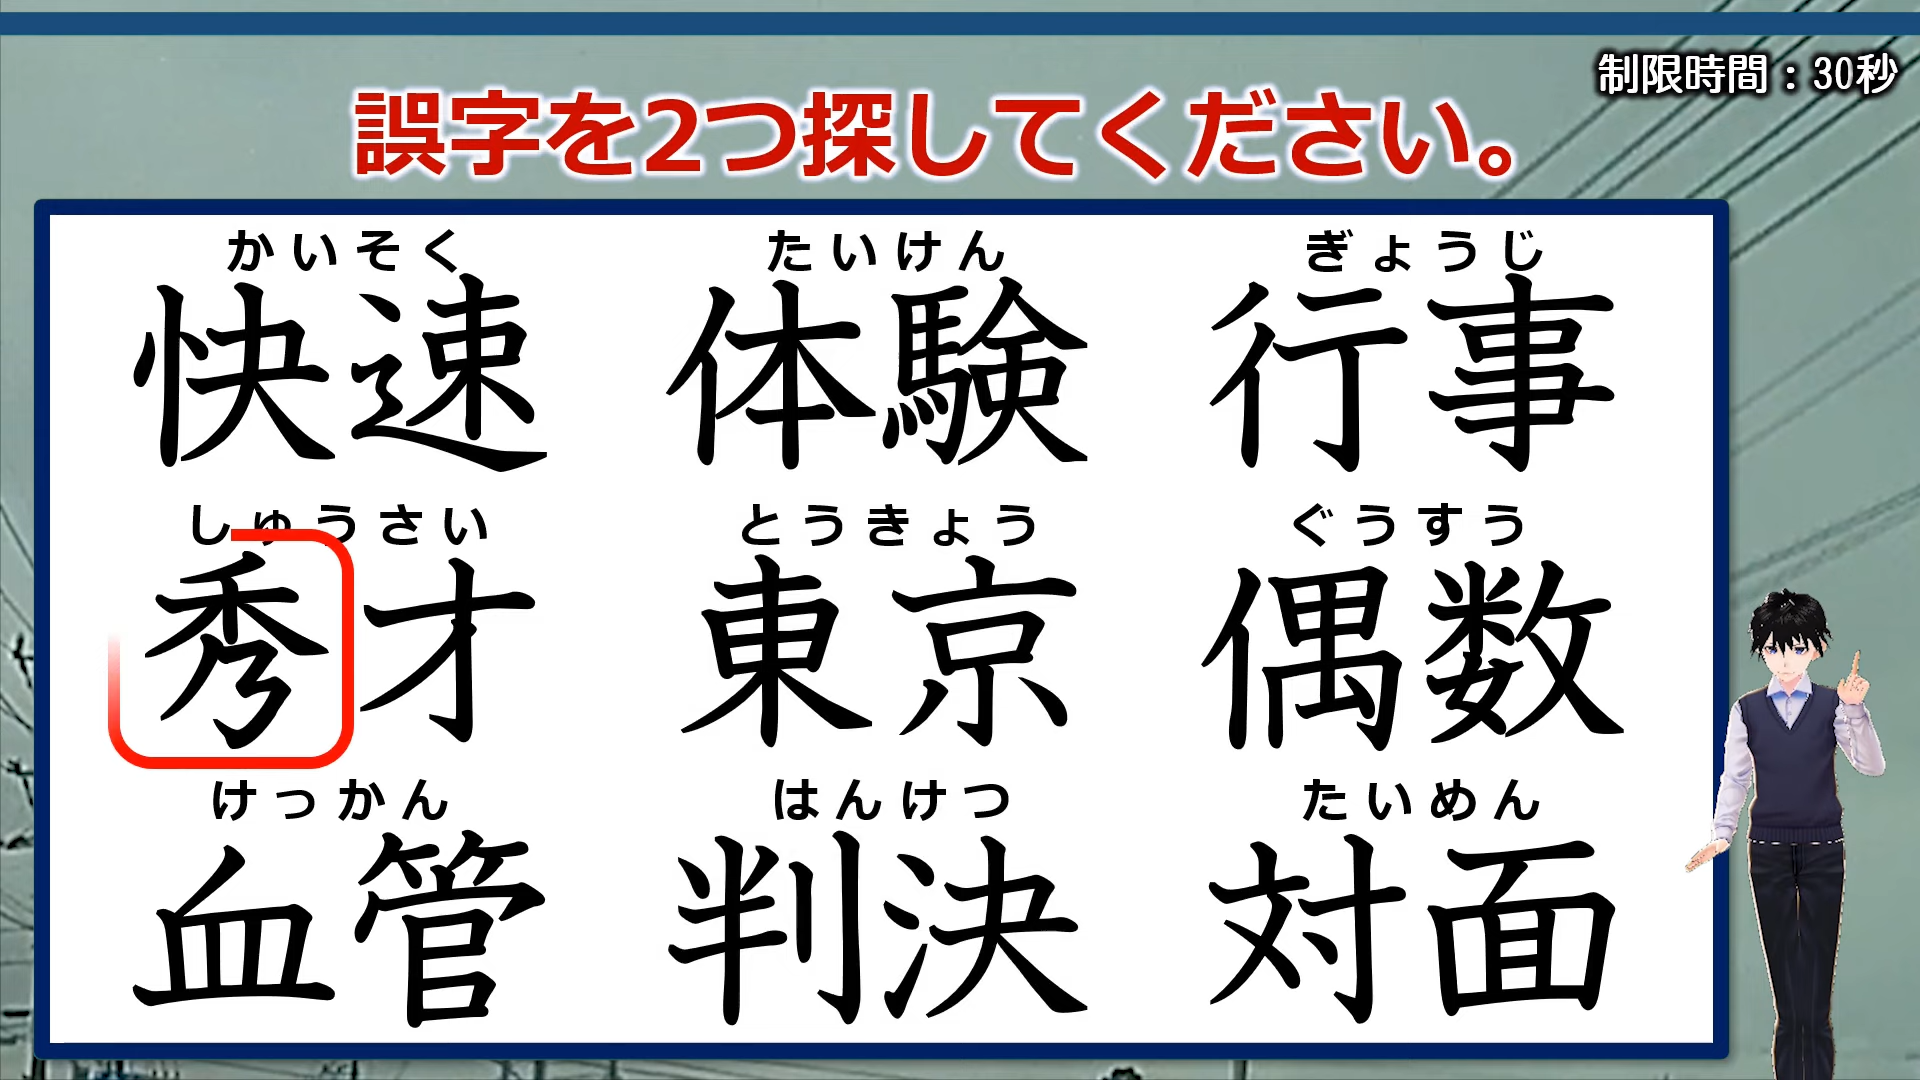 制限時間：30秒
誤字を2つ探してください。
かいそく たいけん ぎょうじ
快速 体験 行事
しゅうさい とうきょう ぐうすう
秀才 東京 偶数
けっかん はんけつ たいめん
血管 判決 対面